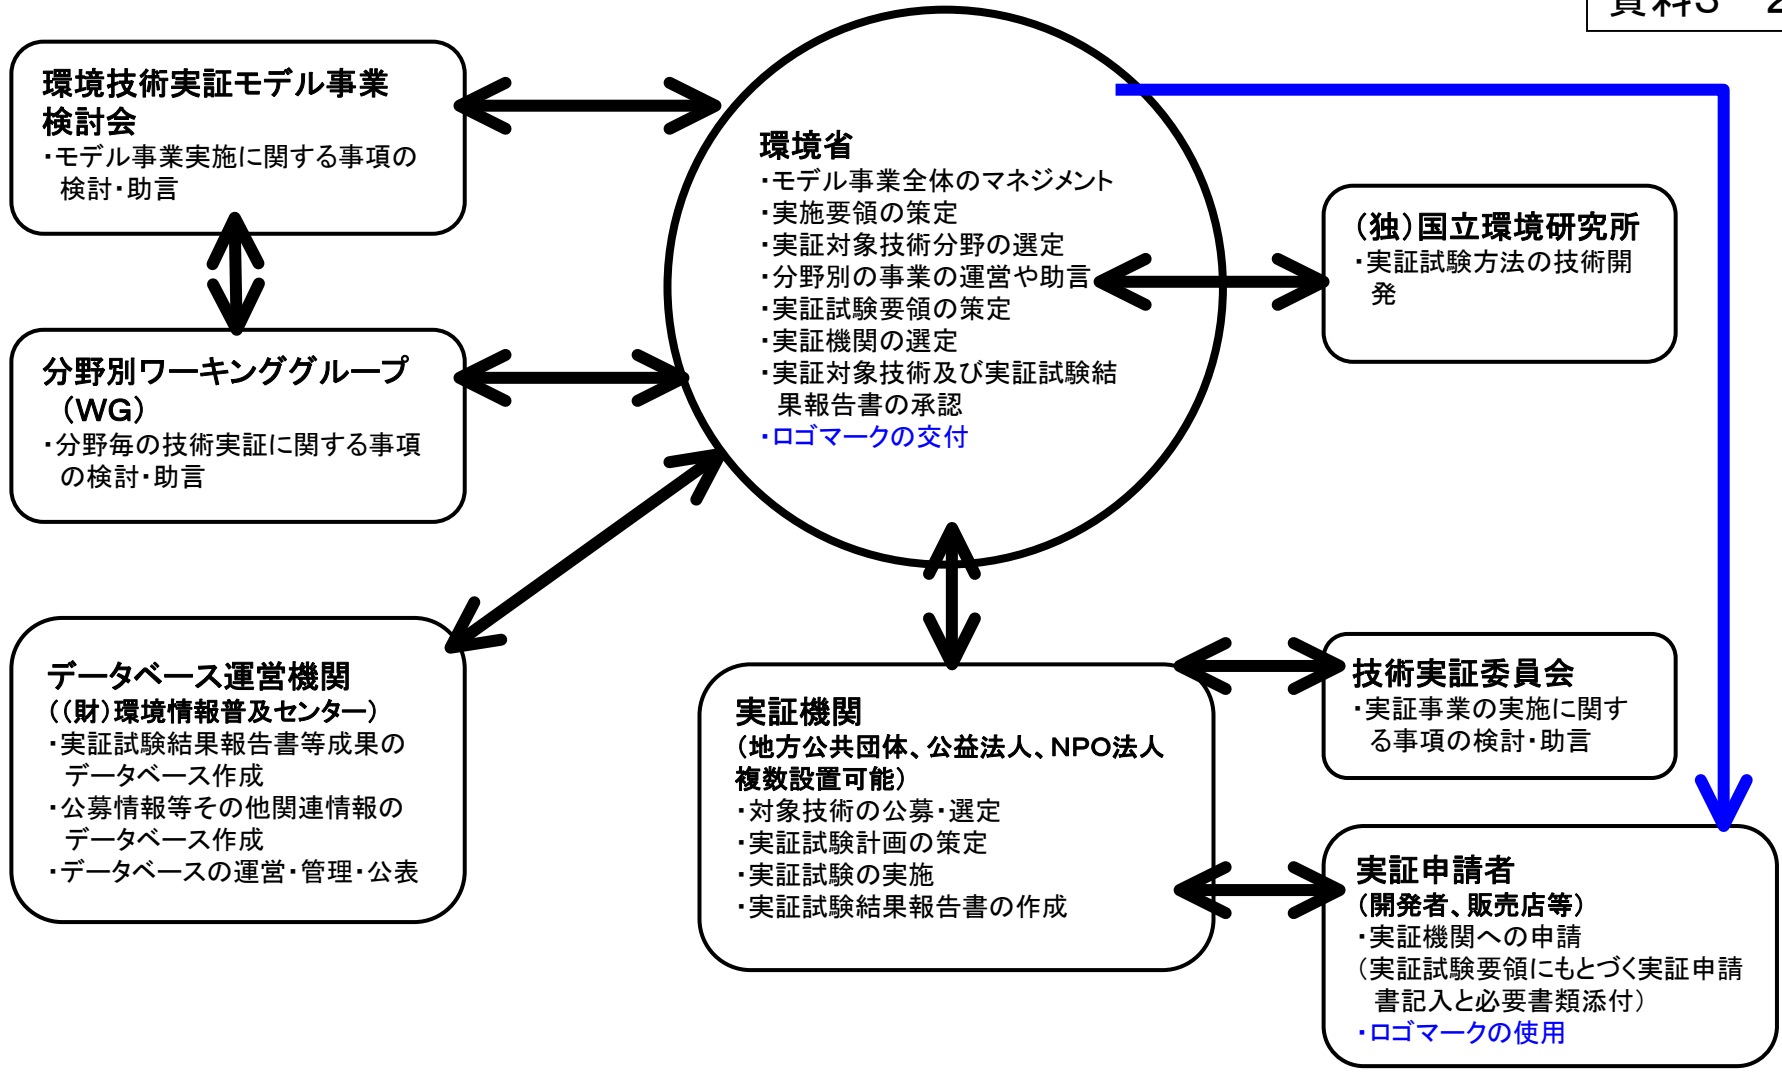 資料3
環境技術実証モデル事業
検討会
・モデル事業実施に関する事項の
検討・助言
環境省
・モデル事業全体のマネジメント
・実施要領の策定
・実証対象技術分野の選定
・分野別の事業の運営や助言
・実証試験要領の策定
・実証機関の選定
・実証対象技術及び実証試験結
果報告書の承認
・ロゴマークの交付
（独）国立環境研究所
・実証試験方法の技術開
発
分野別ワーキンググループ
（WG）
・分野毎の技術実証に関する事項
の検討・助言
データベース運営機関
（（財）環境情報普及センター）
・実証試験結果報告書等成果の
データベース作成
・公募情報等その他関連情報の
データベース作成
・データベースの運営・管理・公表
実証機関
（地方公共団体、公益法人、NPO法人
複数設置可能）
・対象技術の公募・選定
・実証試験計画の策定
・実証試験の実施
・実証試験結果報告書の作成
技術実証委員会
・実証事業の実施に関す
る事項の検討・助言
実証申請者
（開発者、販売店等）
・実証機関への申請
（実証試験要領にもとづく実証申請
書記入と必要書類添付）
・ロゴマークの使用